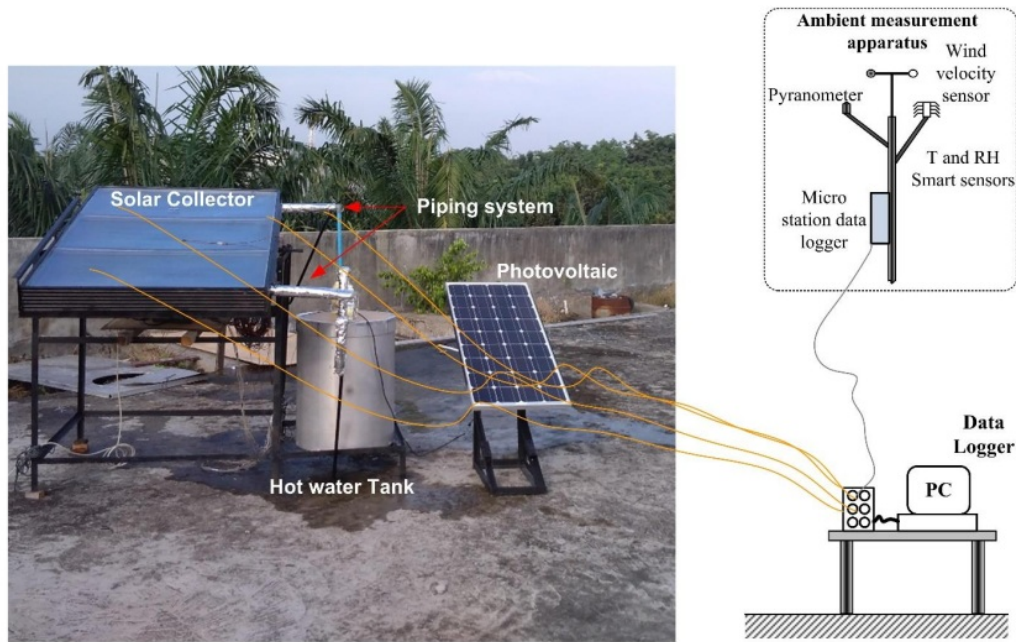 Ambient measurement
apparatus
Wind
velocity
sensor
Pyranometer
T and RH
Smart sensors
Micro
station data
logger
Solar Collector
Piping system
Photovoltaic
Hot water Tank
Data
Logger
PC